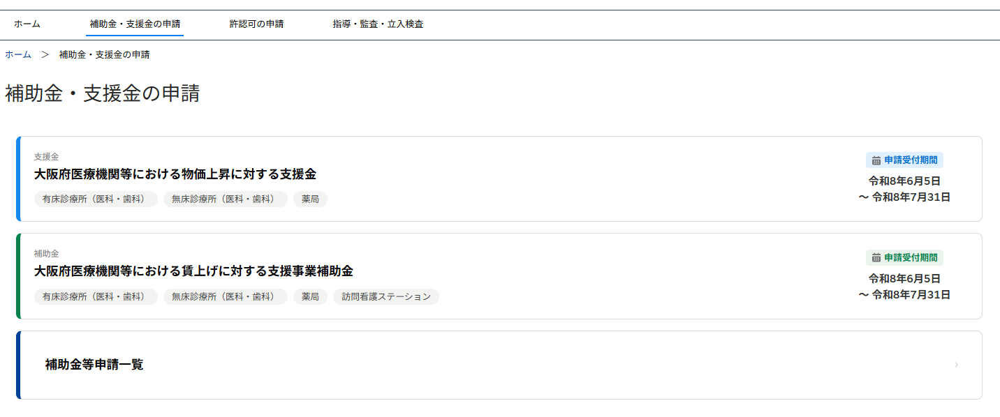 ホーム 補助金・支援金の申請 許認可の申請 指導・監査・立入検査
ホーム ＞ 補助金・支援金の申請
補助金・支援金の申請
支援金
大阪府医療機関等における物価上昇に対する支援金
有床診療所（医科・歯科） 無床診療所（医科・歯科） 薬局
申請受付期間
令和8年6月5日
～ 令和8年7月31日
補助金
大阪府医療機関等における賃上げに対する支援事業補助金
有床診療所（医科・歯科） 無床診療所（医科・歯科） 薬局 訪問看護ステーション
申請受付期間
令和8年6月5日
～ 令和8年7月31日
補助金等申請一覧